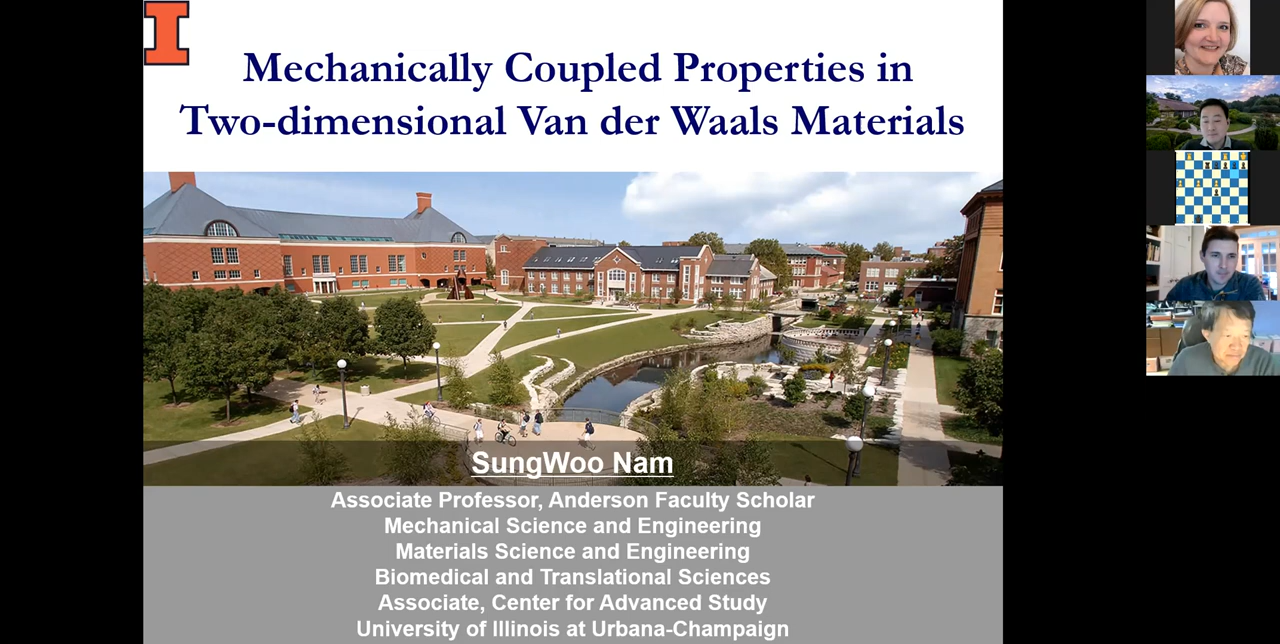 Mechanically Coupled Properties in
Two-dimensional Van der Waals Materials
SungWoo Nam
Associate Professor, Anderson Faculty Scholar
Mechanical Science and Engineering
Materials Science and Engineering
Biomedical and Translational Sciences
Associate, Center for Advanced Study
University of Illinois at Urbana-Champaign